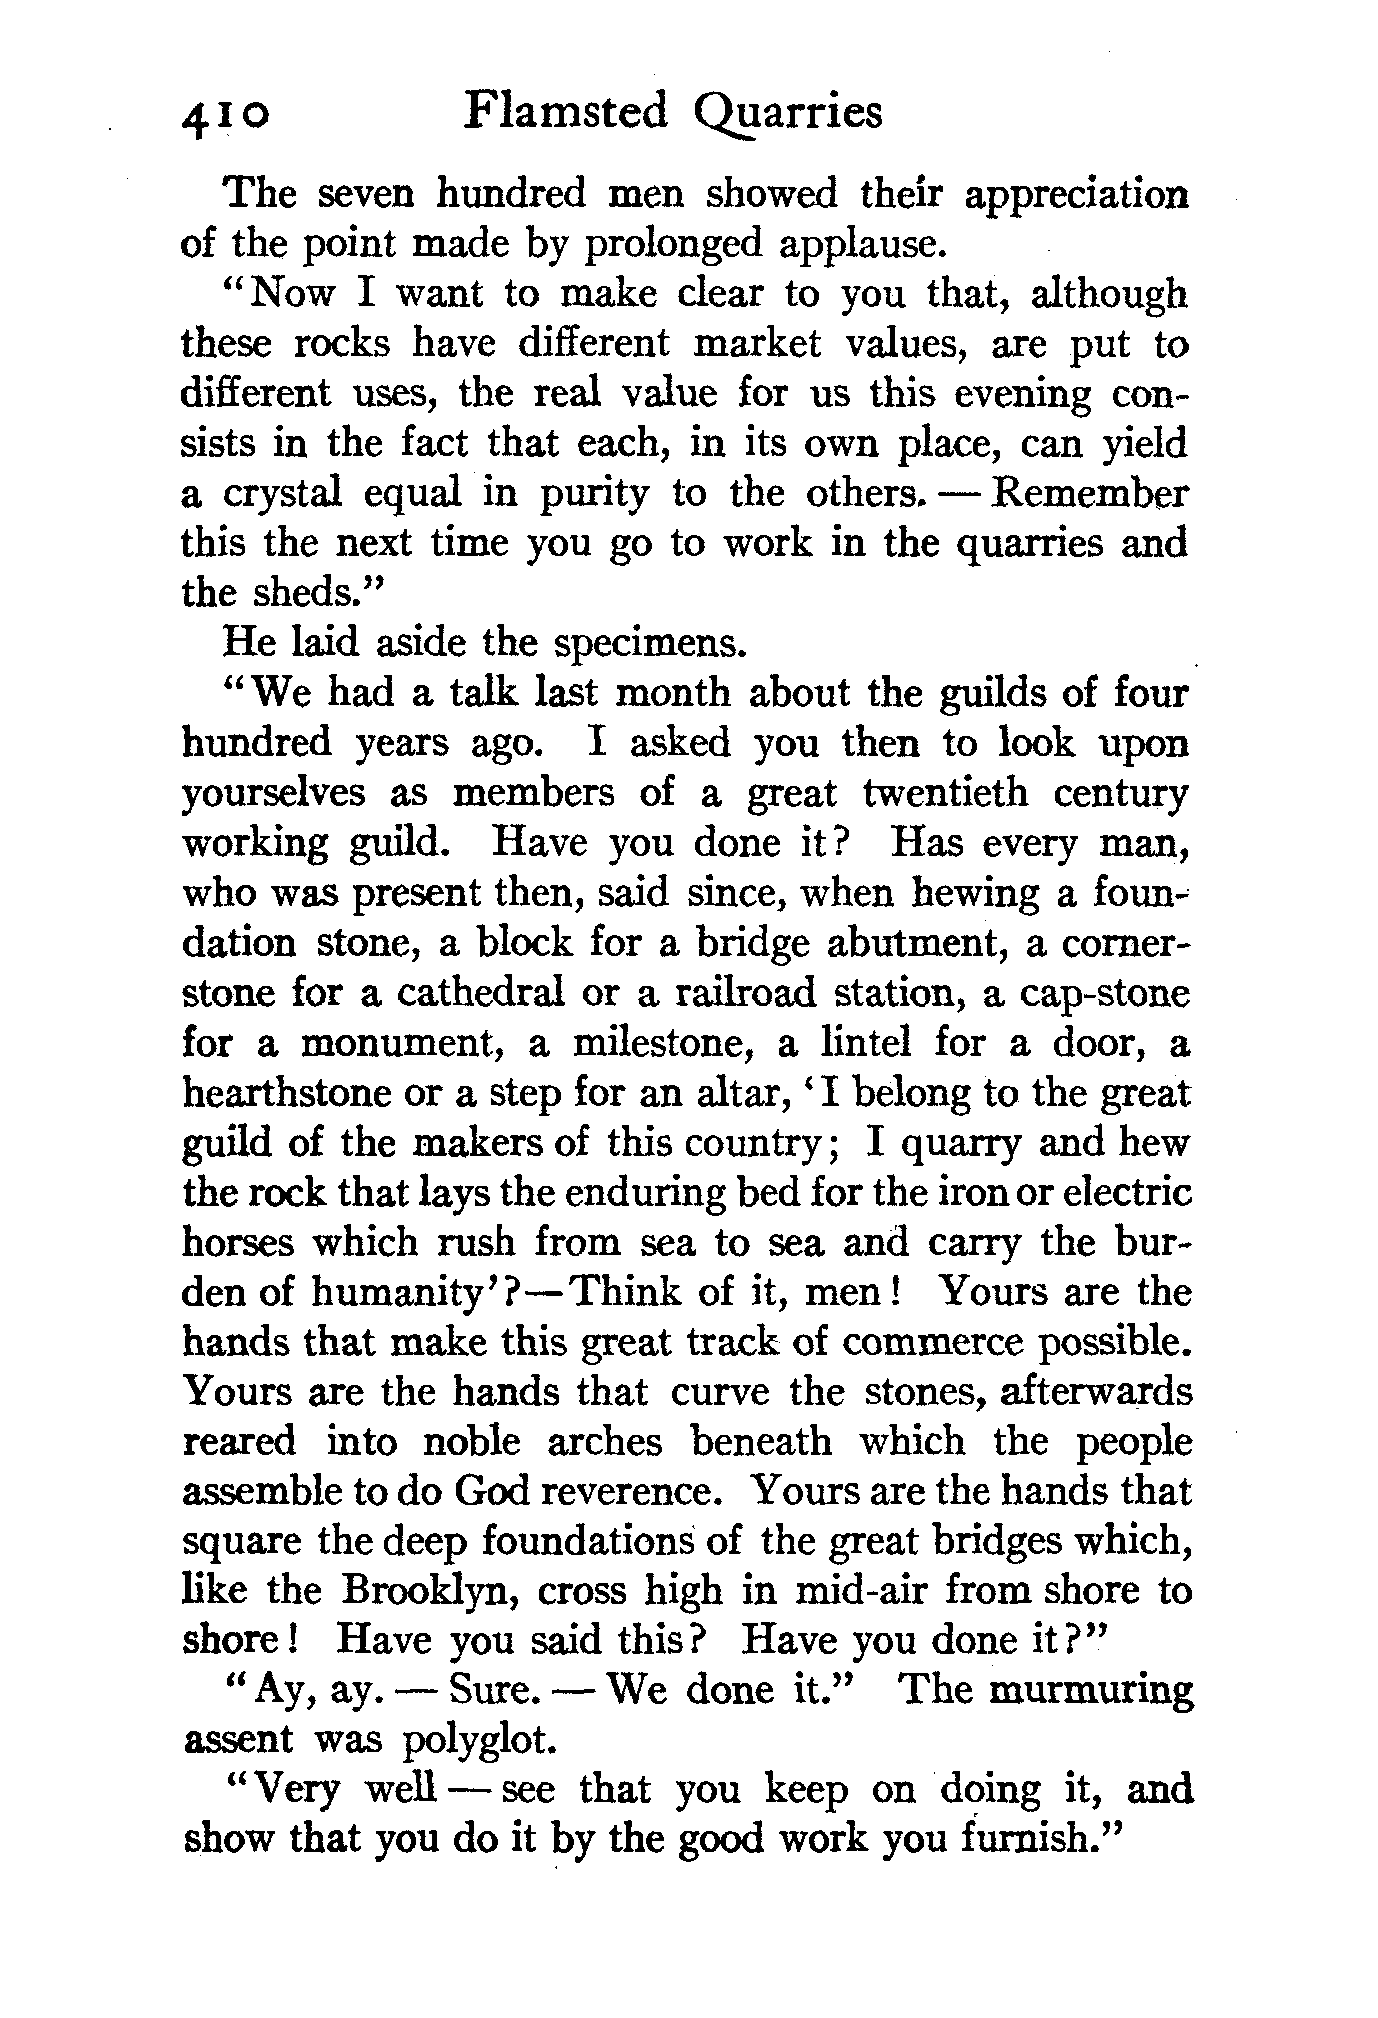 410 Flamsted Quarries
The seven hundred men showed their appreciation
of the point made by prolonged applause.
"Now I want to make clear to you that, although
these rocks have different market values, are put to
different uses, the real value for us this evening con-
sists in the fact that each, in its own place, can yield
a crystal equal in purity to the others. — Remember
this the next time you go to work in the quarries and
the sheds."
He laid aside the specimens.
"We had a talk last month about the guilds of four
hundred years ago. I asked you then to look upon
yourselves as members of a great twentieth century
working guild. Have you done it? Has every man,
who was present then, said since, when hewing a foun-
dation stone, a block for a bridge abutment, a corner-
stone for a cathedral or a railroad station, a cap-stone
for a monument, a milestone, a lintel for a door, a
hearthstone or a step for an altar, 'I belong to the great
guild of the makers of this country; I quarry and hew
the rock that lays the enduring bed for the iron or electric
horses which rush from sea to sea and carry the bur-
den of humanity'?—Think of it, men! Yours are the
hands that make this great track of commerce possible.
Yours are the hands that curve the stones, afterwards
reared into noble arches beneath which the people
assemble to do God reverence. Yours are the hands that
square the deep foundations of the great bridges which,
like the Brooklyn, cross high in mid-air from shore to
shore! Have you said this? Have you done it?"
"Ay, ay. — Sure. — We done it." The murmuring
assent was polyglot.
"Very well — see that you keep on doing it, and
show that you do it by the good work you furnish."